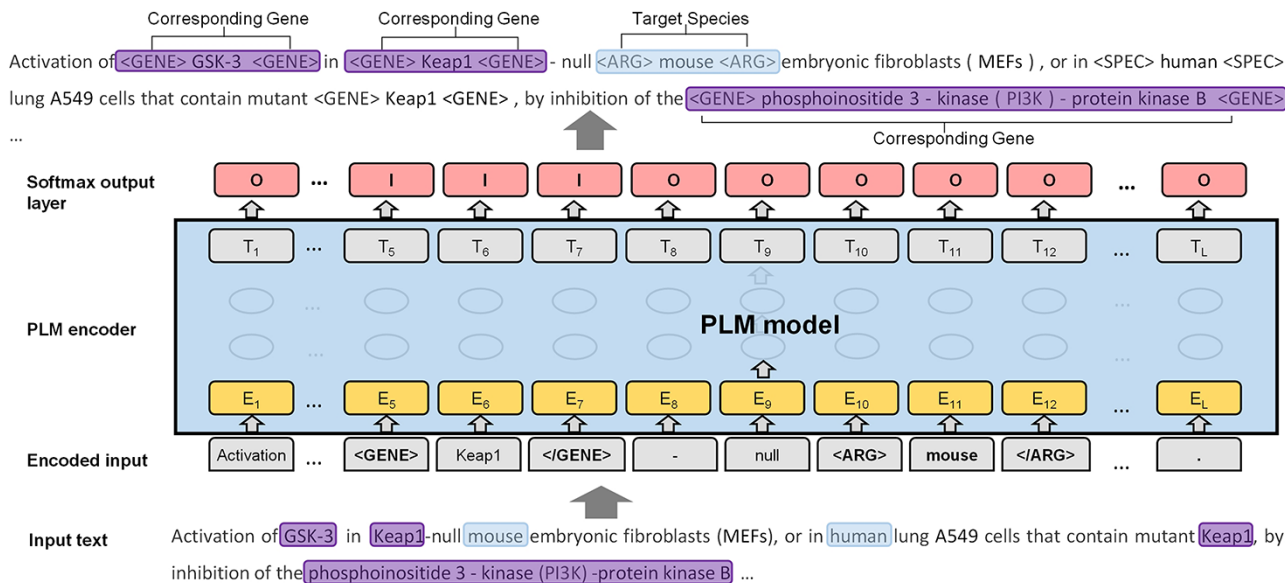 Corresponding Gene Corresponding Gene Target Species
Activation of <GENE> GSK-3 <GENE> in <GENE> Keap1 <GENE> - null <ARG> mouse <ARG> embryonic fibroblasts ( MEFs ) , or in <SPEC> human <SPEC>
lung A549 cells that contain mutant <GENE> Keap1 <GENE> , by inhibition of the <GENE> phosphoinositide 3 - kinase ( PI3K ) - protein kinase B <GENE>
...
Corresponding Gene
Softmax output
layer
O ... I I I O O O O O ... O
T1 ... T5 T6 T7 T8 T9 T10 T11 T12 ... TL
... ...
PLM encoder
PLM model
... ...
E1 ... E5 E6 E7 E8 E9 E10 E11 E12 ... EL
Encoded input
Activation ... <GENE> Keap1 </GENE> - null <ARG> mouse </ARG> ... .
Input text
Activation of GSK-3 in Keap1-null mouse embryonic fibroblasts (MEFs), or in human lung A549 cells that contain mutant Keap1, by
inhibition of the phosphoinositide 3 - kinase (PI3K) -protein kinase B ...